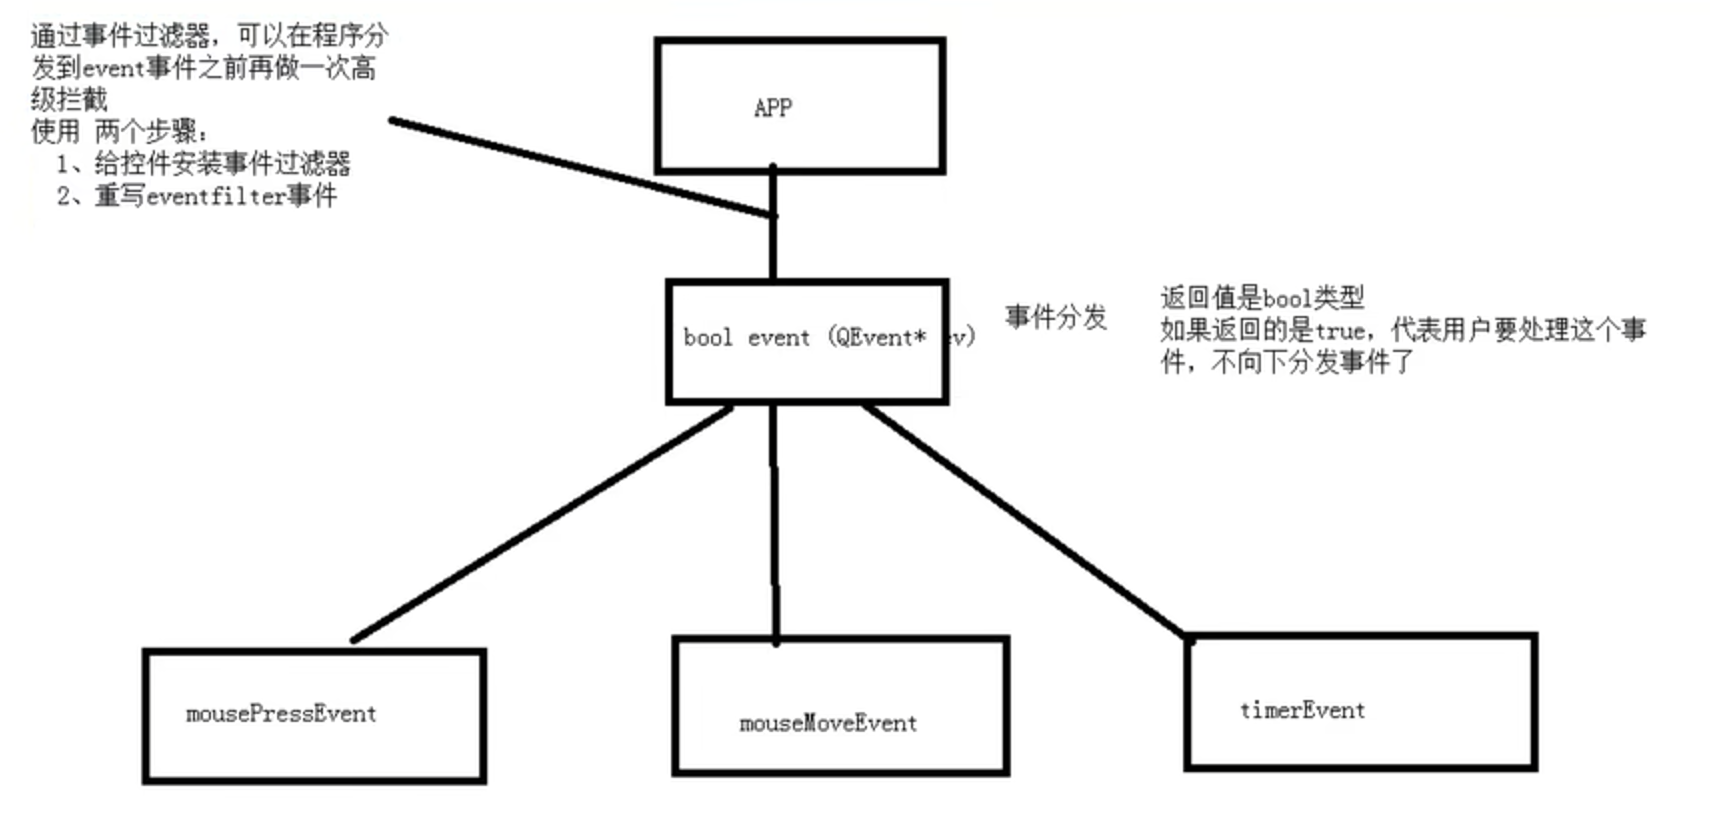 通过事件过滤器，可以在程序分
发到event事件之前再做一次高
级拦截
使用 两个步骤：
1、给控件安装事件过滤器
2、重写eventfilter事件
APP
bool event (QEvent* ev)
事件分发
返回值是bool类型
如果返回的是true，代表用户要处理这个事
件，不向下分发事件了
mousePressEvent
mouseMoveEvent
timerEvent